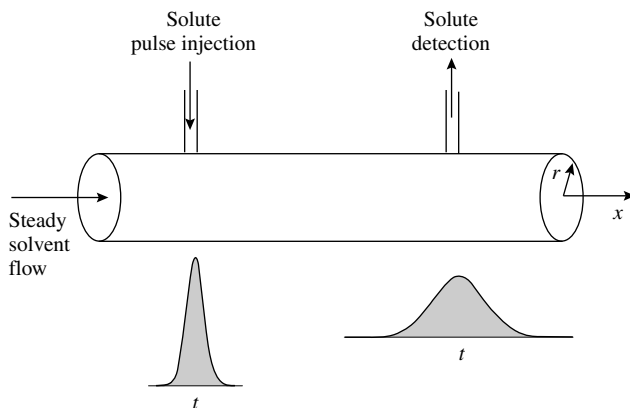 Solute
pulse injection
Solute
detection
r
x
Steady
solvent
flow
t
t